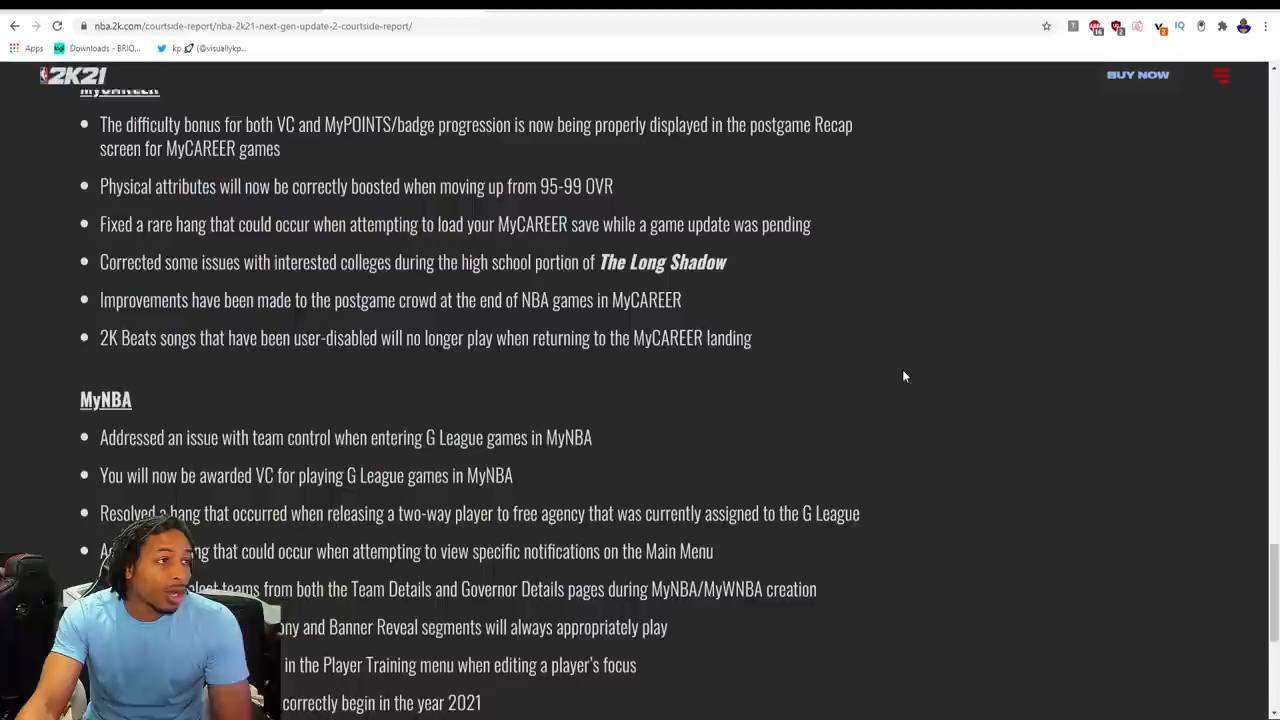 nba.2k.com/courtside-report/nba-2k21-next-gen-update-2-courtside-report/
Apps
Downloads - BRIO...
kp
(@visuallykp...
2K21
BUY NOW
MyCAREER
The difficulty bonus for both VC and MyPOINTS/badge progression is now being properly displayed in the postgame Recap
screen for MyCAREER games
Physical attributes will now be correctly boosted when moving up from 95-99 OVR
Fixed a rare hang that could occur when attempting to load your MyCAREER save while a game update was pending
Corrected some issues with interested colleges during the high school portion of The Long Shadow
Improvements have been made to the postgame crowd at the end of NBA games in MyCAREER
2K Beats songs that have been user-disabled will no longer play when returning to the MyCAREER landing
MyNBA
Addressed an issue with team control when entering G League games in MyNBA
You will now be awarded VC for playing G League games in MyNBA
Resolved a hang that occurred when releasing a two-way player to free agency that was currently assigned to the G League
that could occur when attempting to view specific notifications on the Main Menu
teams from both the Team Details and Governor Details pages during MyNBA/MyWNBA creation
and Banner Reveal segments will always appropriately play
in the Player Training menu when editing a player's focus
correctly begin in the year 2021